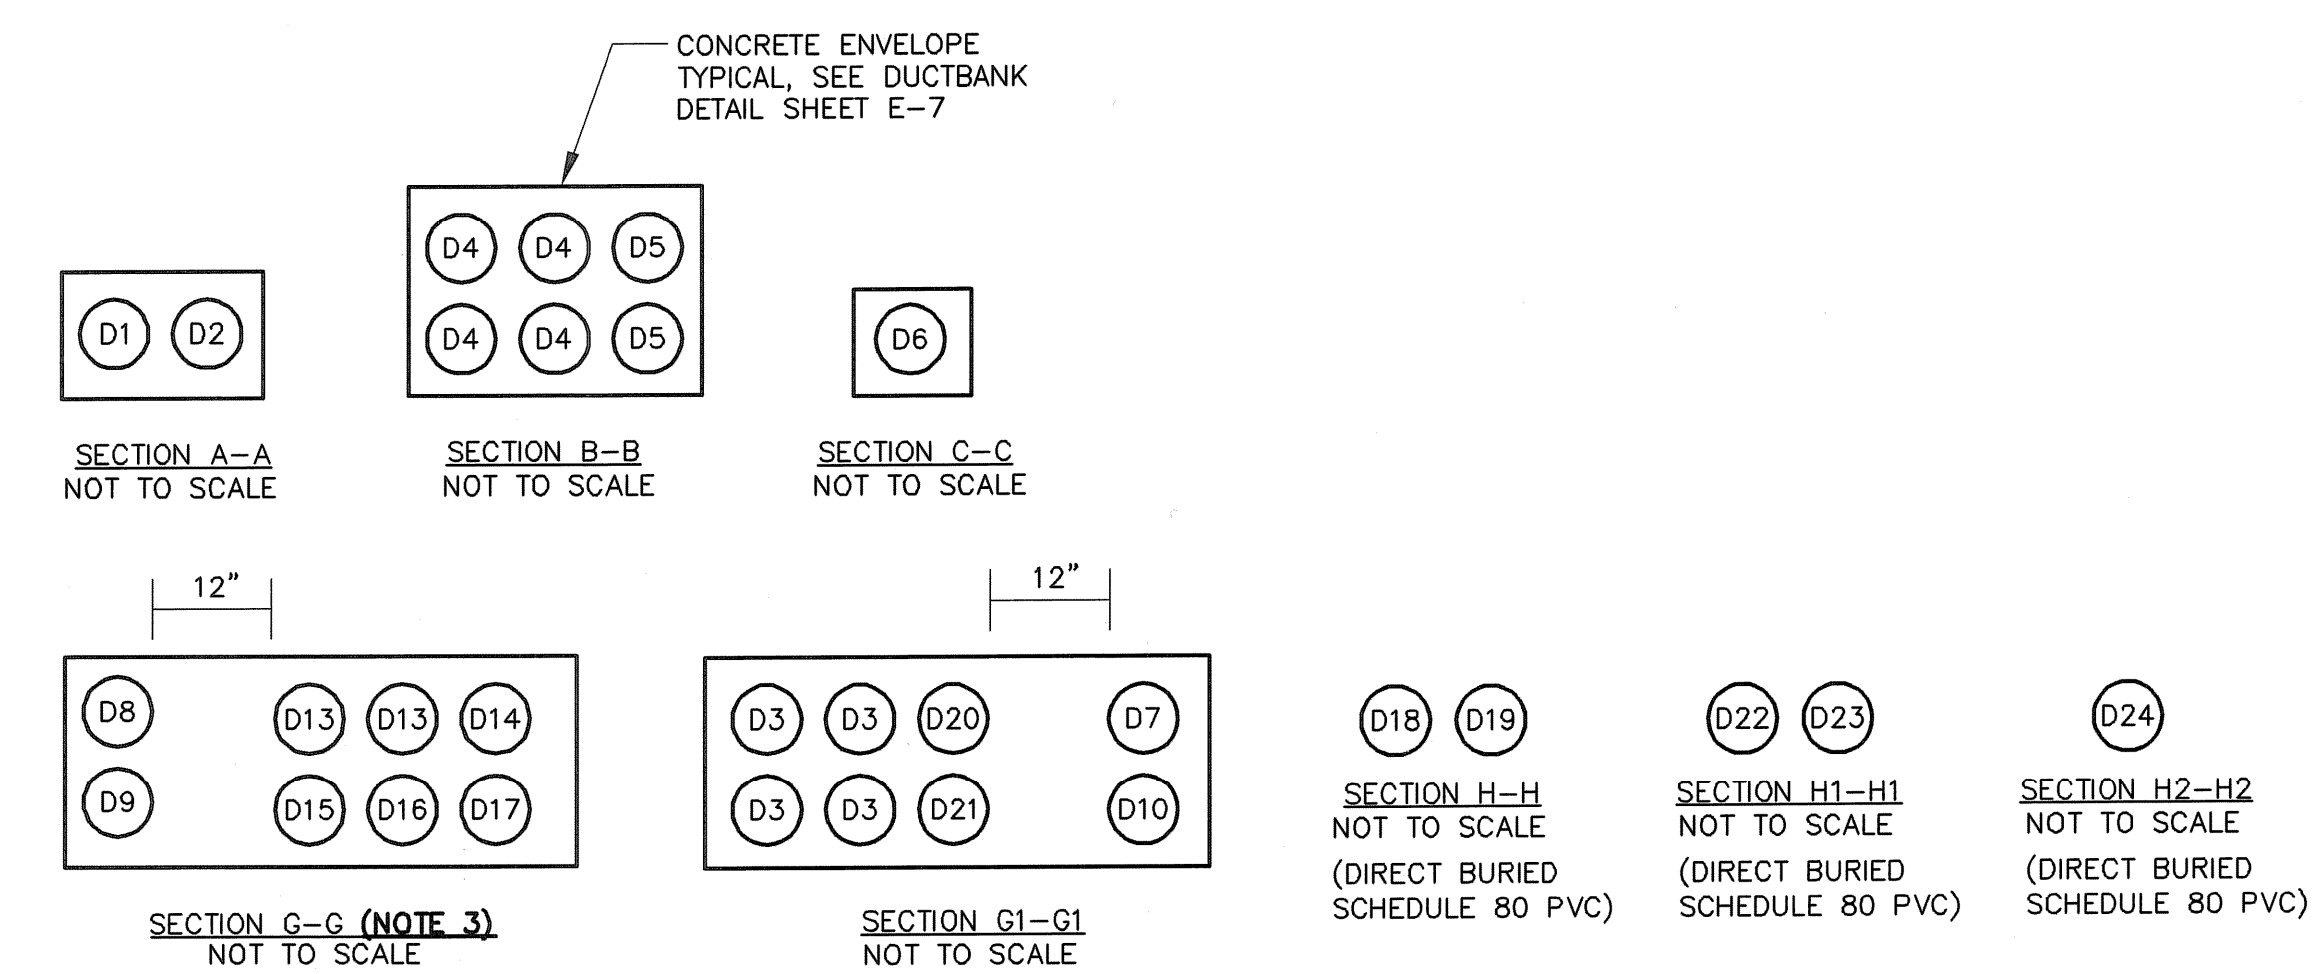 CONCRETE ENVELOPE
TYPICAL, SEE DUCTBANK
DETAIL SHEET E-7
D1 D2
D4 D4 D5
D4 D4 D5
D6
SECTION A-A
NOT TO SCALE
SECTION B-B
NOT TO SCALE
SECTION C-C
NOT TO SCALE
12"
D8
D13 D13 D14
D9
D15 D16 D17
SECTION G-G (NOTE 3)
NOT TO SCALE
12"
D3 D3 D20 D7
D3 D3 D21 D10
SECTION G1-G1
NOT TO SCALE
D18 D19
SECTION H-H
NOT TO SCALE
(DIRECT BURIED
SCHEDULE 80 PVC)
D22 D23
SECTION H1-H1
NOT TO SCALE
(DIRECT BURIED
SCHEDULE 80 PVC)
D24
SECTION H2-H2
NOT TO SCALE
(DIRECT BURIED
SCHEDULE 80 PVC)